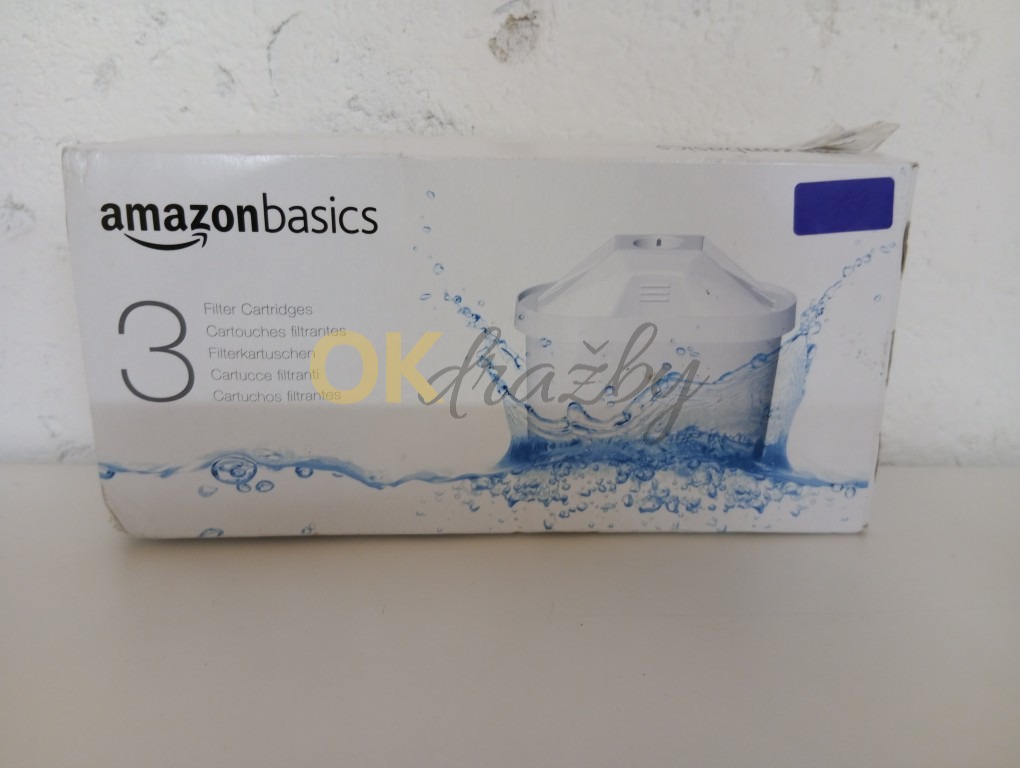 amazonbasics
3
Filter Cartridges
Cartouches filtrantes
Filterkartuschen
Cartucce filtranti
Cartuchos filtrantes
OKdražby